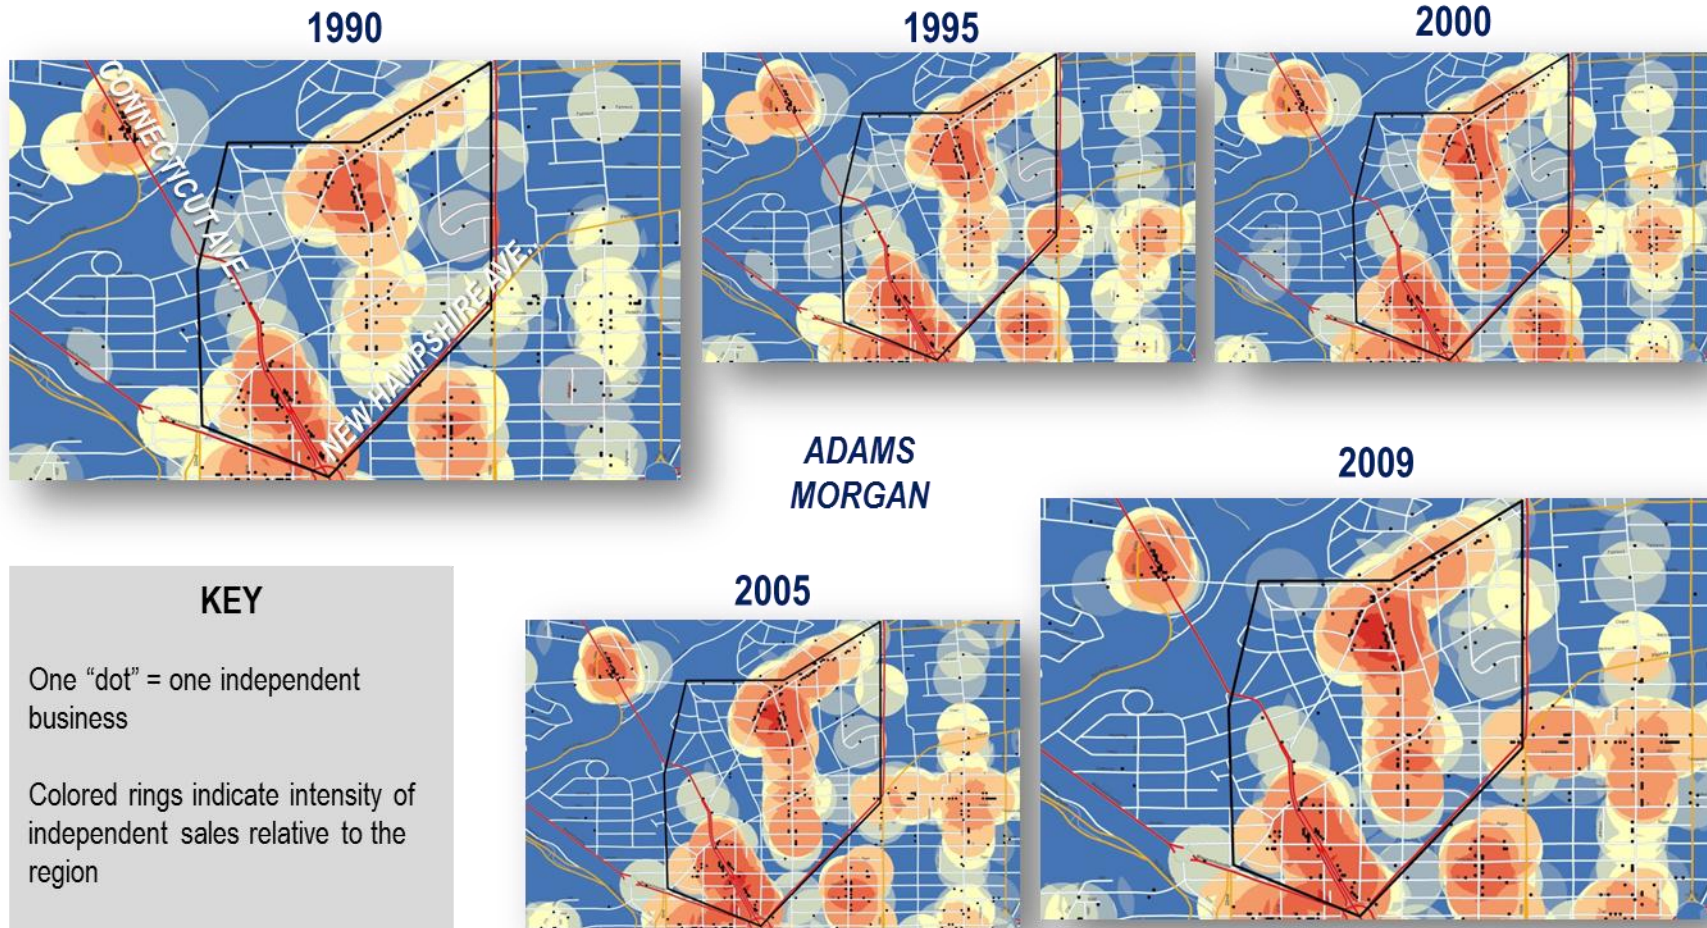 1990
1995
2000
CONNECTICUT AVE..
NEW HAMPSHIRE AVE..
ADAMS
MORGAN
2009
2005
KEY
One “dot” = one independent
business
Colored rings indicate intensity of
independent sales relative to the
region